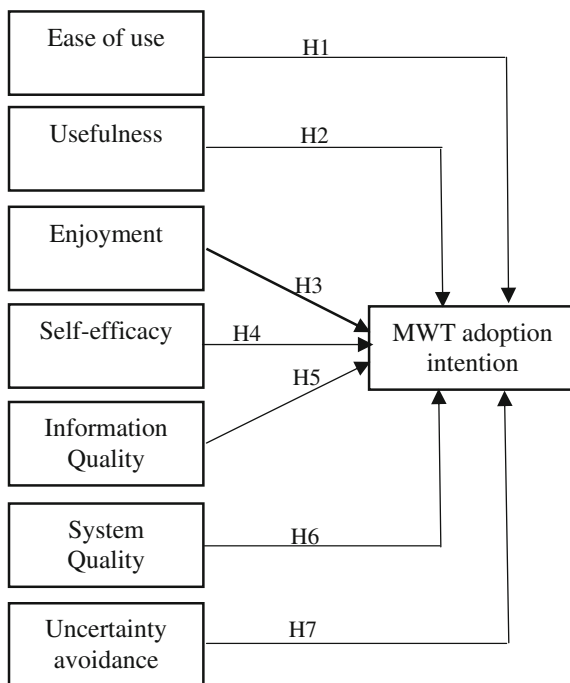 Ease of use
H1
Usefulness
H2
Enjoyment
H3
Self-efficacy
H4
MWT adoption
intention
H5
Information
Quality
System
Quality
H6
Uncertainty
avoidance
H7